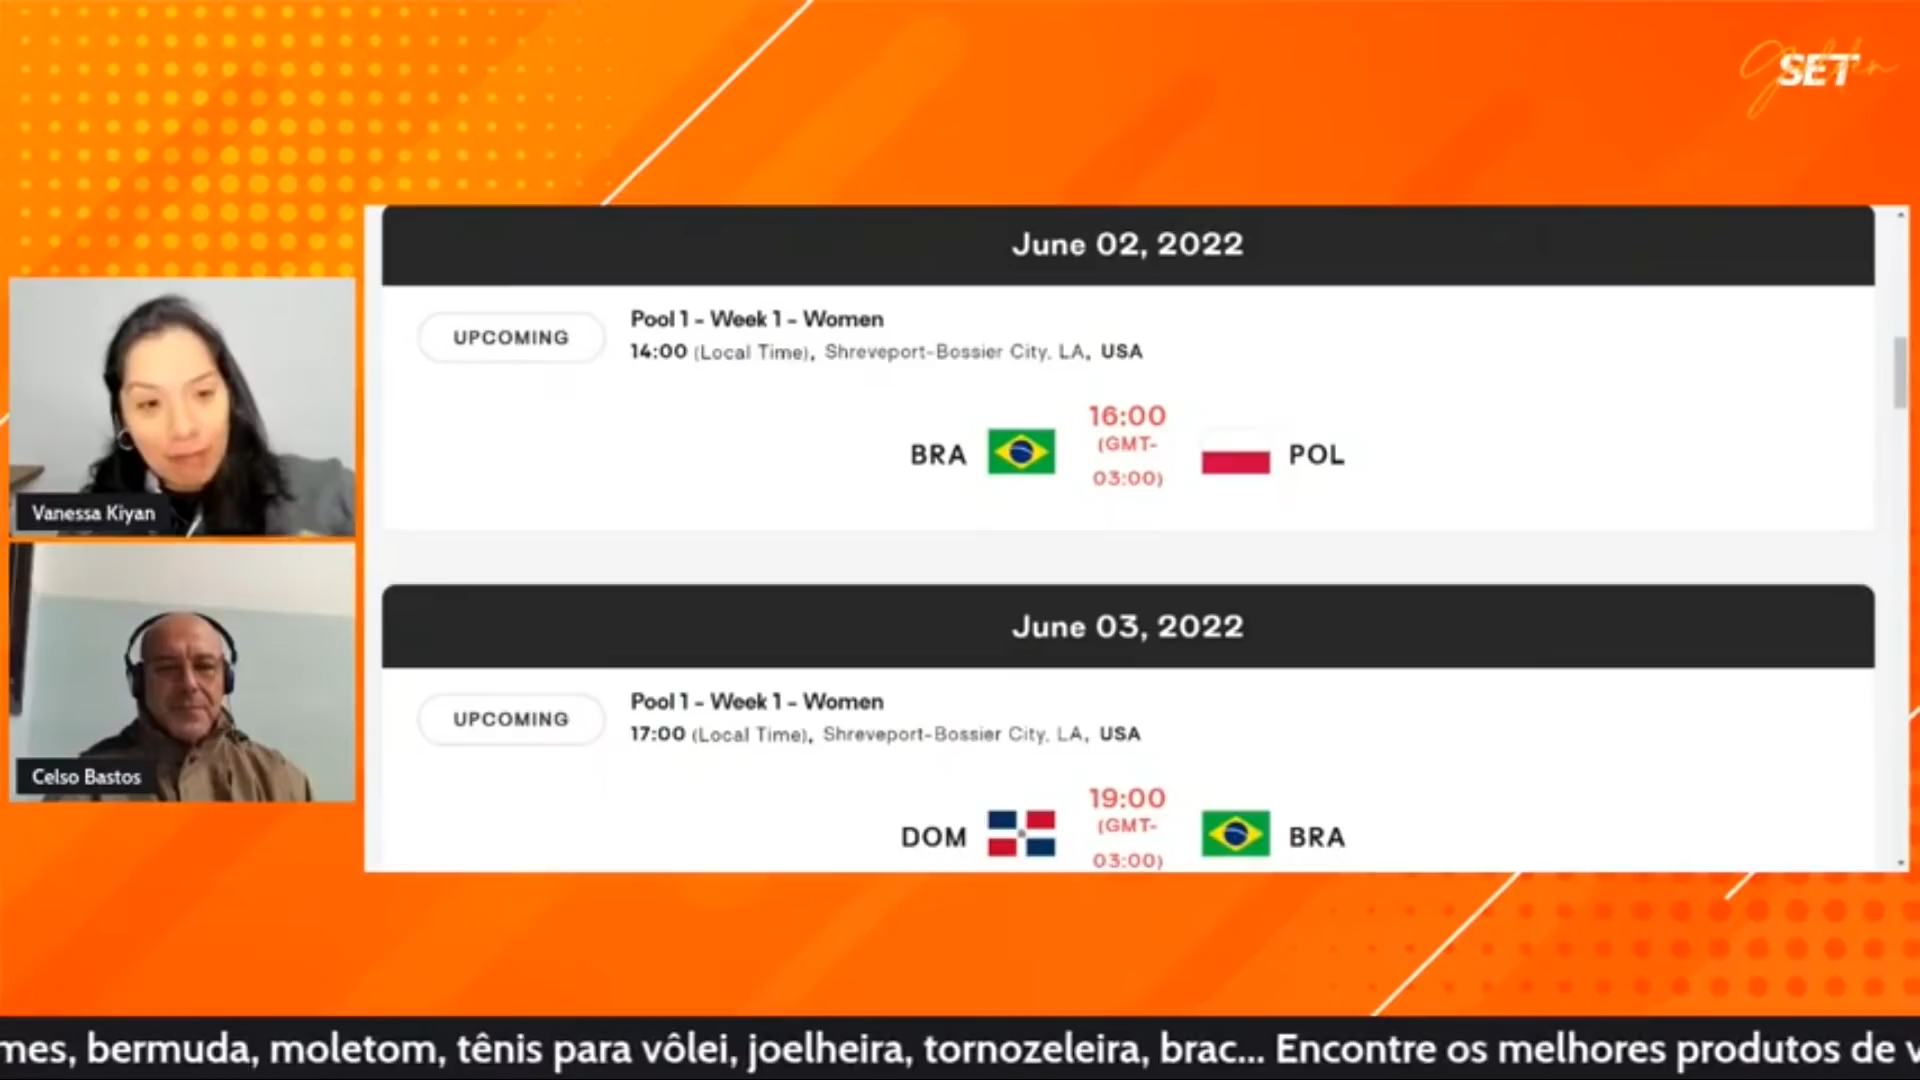 Golden
SET
June 02, 2022
UPCOMING
Pool 1 - Week 1 - Women
14:00 (Local Time), Shreveport-Bossier City, LA, USA
BRA
16:00
(GMT-
03:00)
POL
Vanessa Kiyan
June 03, 2022
UPCOMING
Pool 1 - Week 1 - Women
17:00 (Local Time), Shreveport-Bossier City, LA, USA
DOM
19:00
(GMT-
03:00)
BRA
Celso Bastos
mes, bermuda, moletom, tênis para vôlei, joelheira, tornozeleira, brac... Encontre os melhores produtos de v